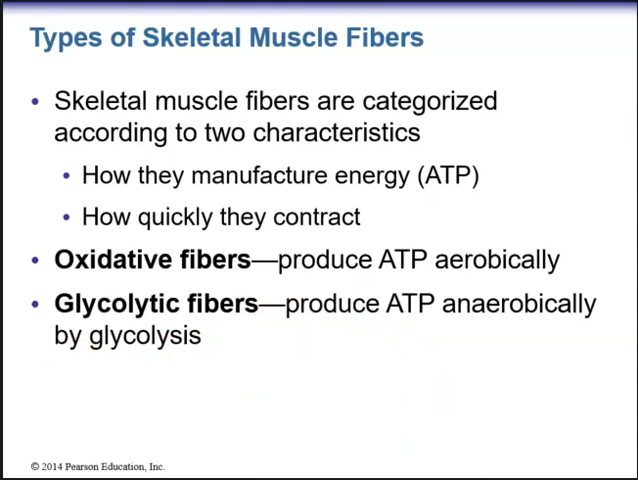 Types of Skeletal Muscle Fibers
• Skeletal muscle fibers are categorized
according to two characteristics
• How they manufacture energy (ATP)
• How quickly they contract
• Oxidative fibers—produce ATP aerobically
• Glycolytic fibers—produce ATP anaerobically
by glycolysis
© 2014 Pearson Education, Inc.